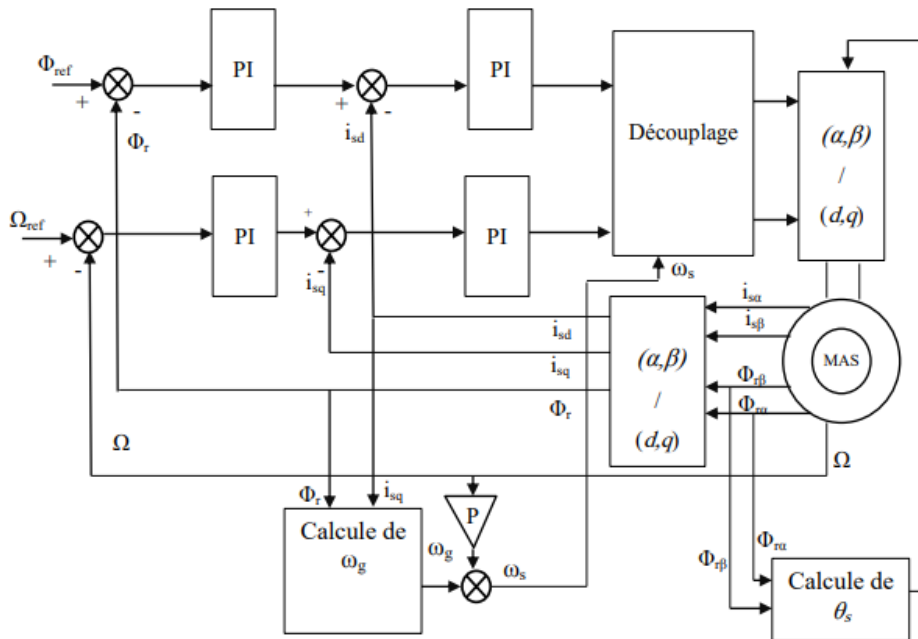 Φref
+
-
Φr
PI
+
-
isd
PI
Découplage
(α,β)
/
(d,q)
Ωref
+
-
PI
+
-
isq
PI
ωs
isα
isβ
isd
isq
Φr
(α,β)
/
(d,q)
Φrβ
Φrα
MAS
Ω
Ω
Φr
isq
P
Calcule de
ωg
ωg
ωs
Φrβ
Φrα
Calcule de
θs